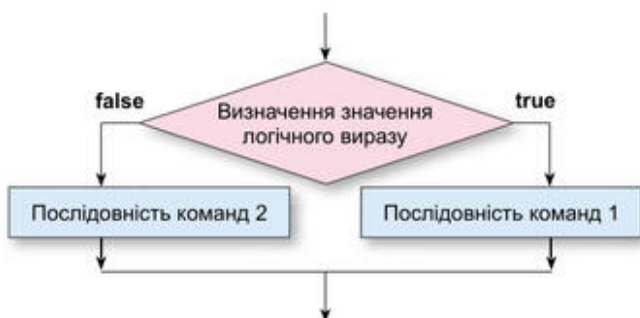 false
true
Визначення значення
логічного виразу
Послідовність команд 2
Послідовність команд 1